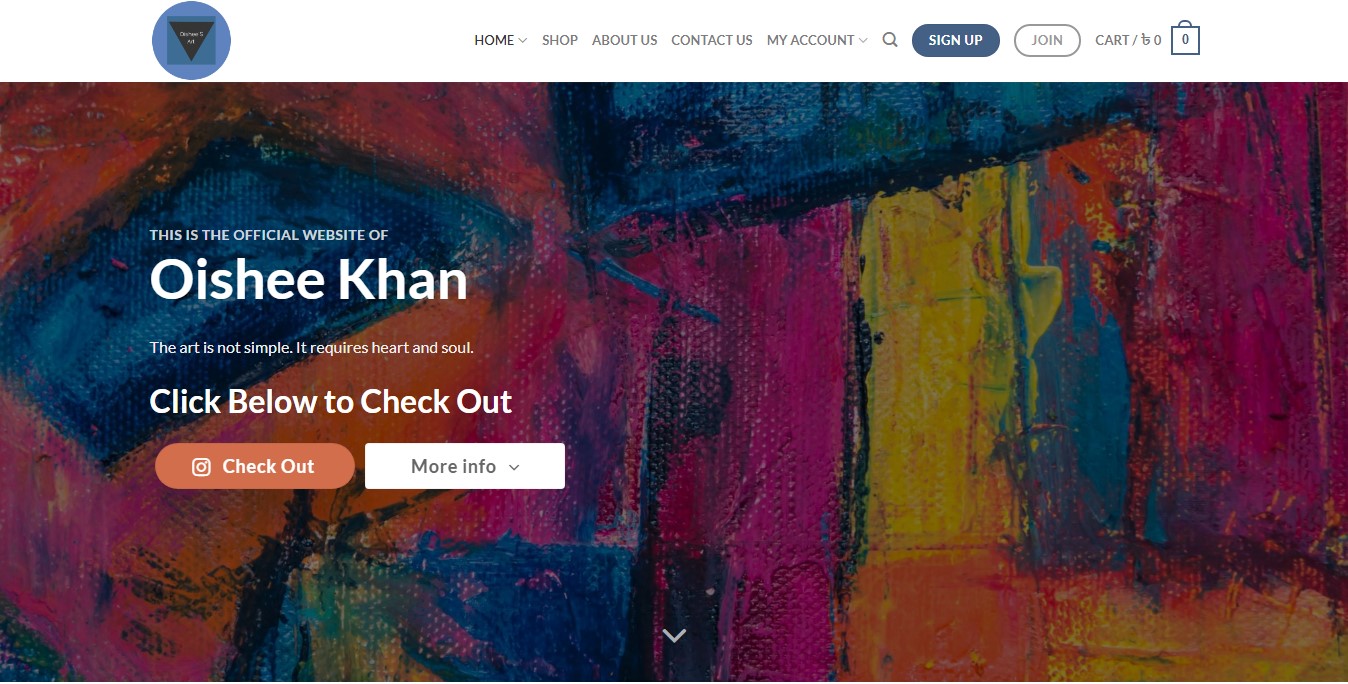 Oishee S
Art
HOME SHOP ABOUT US CONTACT US MY ACCOUNT SIGN UP JOIN CART / ৳ 0 0
THIS IS THE OFFICIAL WEBSITE OF
Oishee Khan
The art is not simple. It requires heart and soul.
Click Below to Check Out
Check Out More info